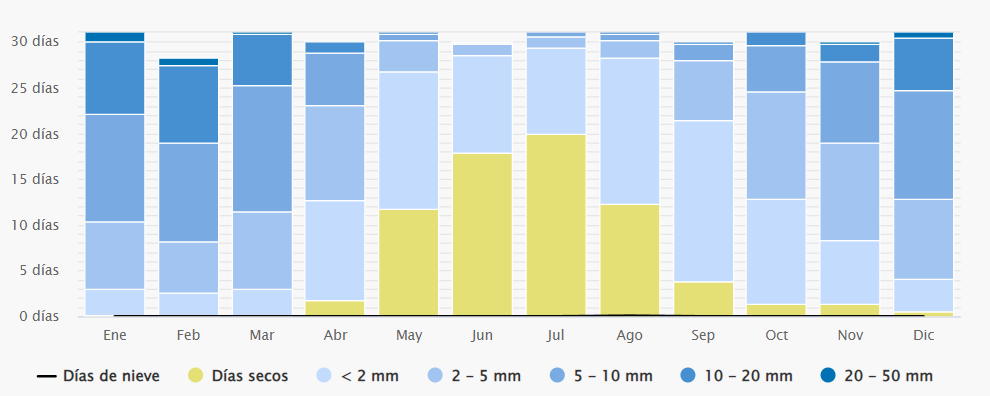 30 días
25 días
20 días
15 días
10 días
5 días
0 días
Ene Feb Mar Abr May Jun Jul Ago Sep Oct Nov Dic
Días de nieve Días secos < 2 mm 2 – 5 mm 5 – 10 mm 10 – 20 mm 20 – 50 mm